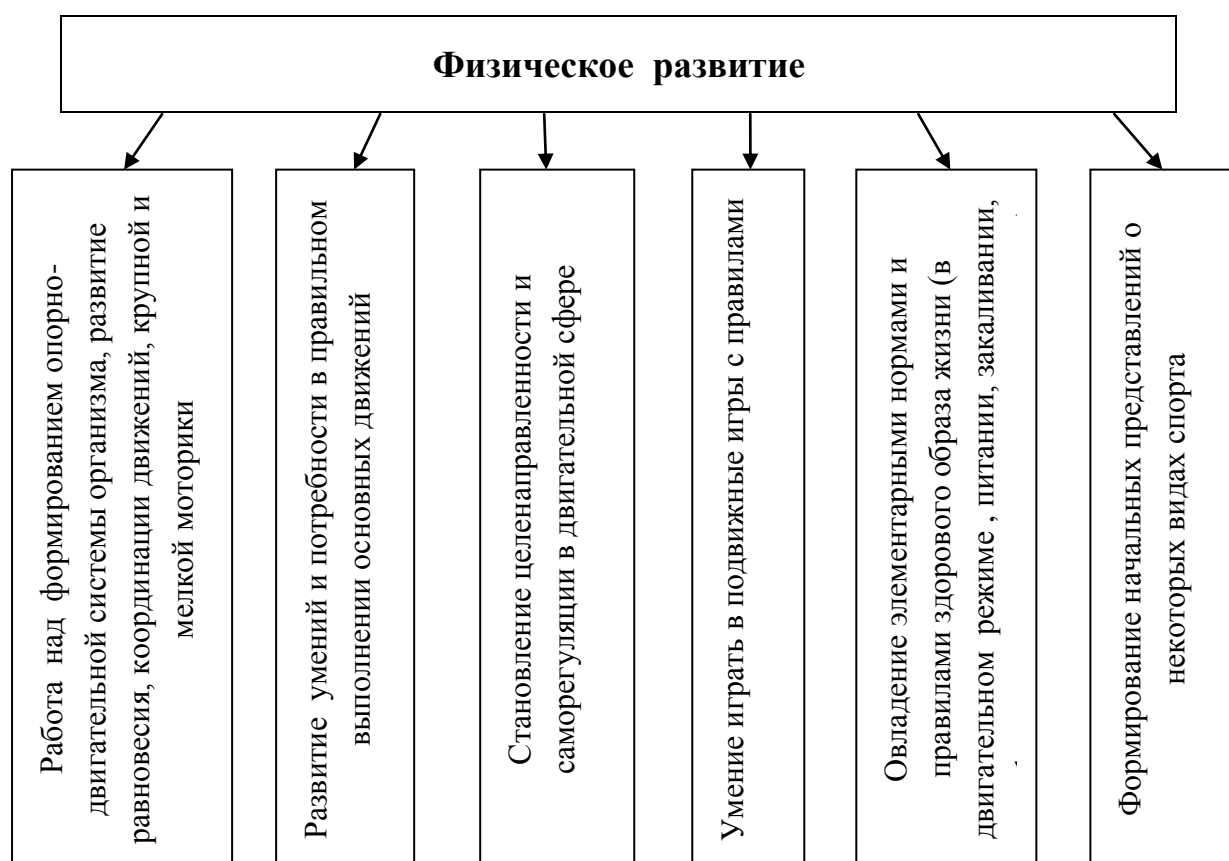 Физическое развитие
Работа над формированием опорно-
двигательной системы организма, развитие
равновесия, координации движений, крупной и
мелкой моторики
Развитие умений и потребности в правильном
выполнении основных движений
Становление целенаправленности и
саморегуляции в двигательной сфере
Умение играть в подвижные игры с правилами
Овладение элементарными нормами и
правилами здорового образа жизни (в
двигательном режиме , питании, закаливании,
Формирование начальных представлений о
некоторых видах спорта